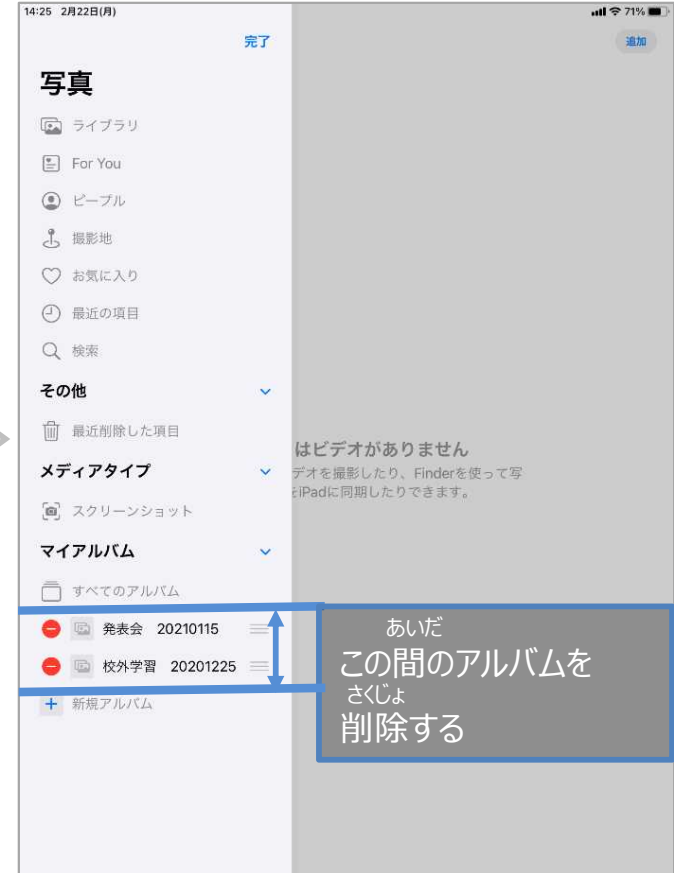 14:25 2月22日(月)
71%
完了
追加
写真
ライブラリ
For You
ピープル
撮影地
お気に入り
最近の項目
検索
その他
最近削除した項目
はビデオがありません
メディアタイプ
デオを撮影したり、Finderを使って写
iPadに同期したりできます。
スクリーンショット
マイアルバム
すべてのアルバム
発表会 20210115
校外学習 20201225
新規アルバム
あいだ
この間のアルバムを
さくじょ
削除する